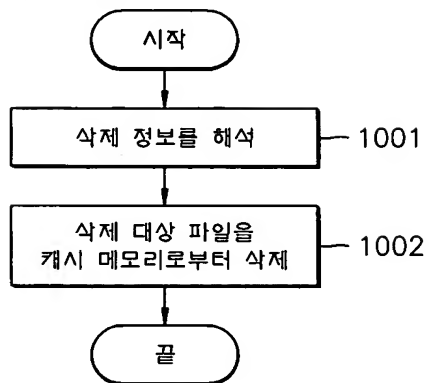 시작
삭제 정보를 해석
1001
삭제 대상 파일을
캐시 메모리로부터 삭제
1002
끝